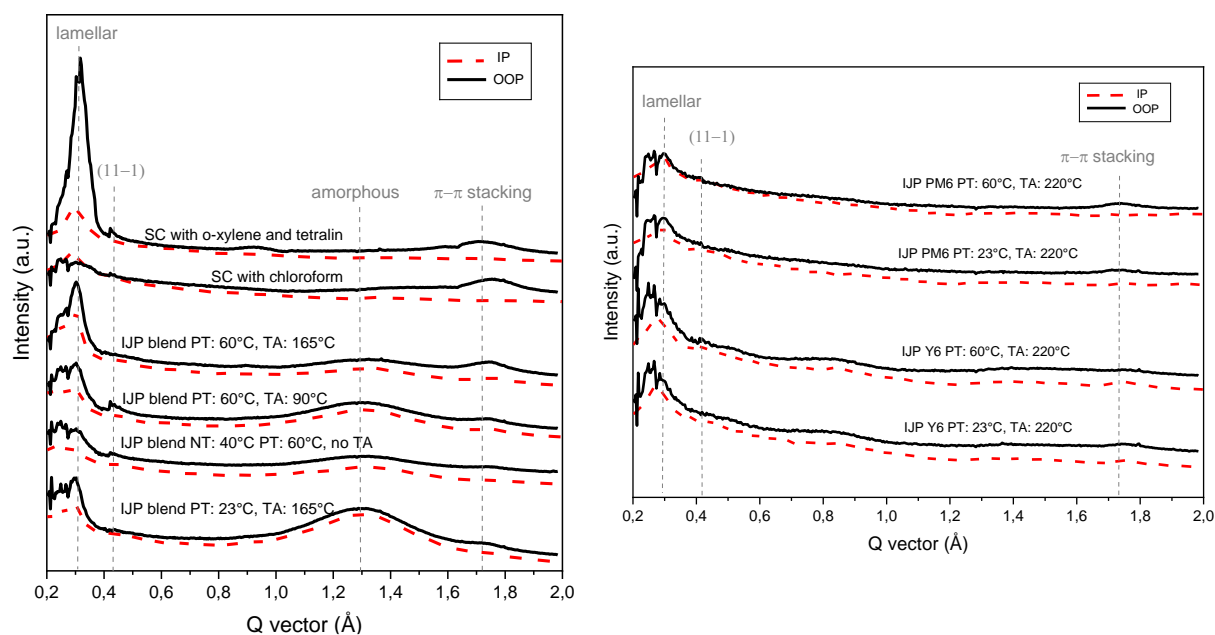 lamellar
(11−1)
amorphous
π−π stacking
IP
OOP
SC with o-xylene and tetralin
SC with chloroform
IJP blend PT: 60°C, TA: 165°C
IJP blend PT: 60°C, TA: 90°C
IJP blend NT: 40°C PT: 60°C, no TA
IJP blend PT: 23°C, TA: 165°C
Intensity (a.u.)
0,2 0,4 0,6 0,8 1,0 1,2 1,4 1,6 1,8 2,0
Q vector (Å)
IP
OOP
lamellar
(11−1)
π−π stacking
IJP PM6 PT: 60°C, TA: 220°C
IJP PM6 PT: 23°C, TA: 220°C
IJP Y6 PT: 60°C, TA: 220°C
IJP Y6 PT: 23°C, TA: 220°C
Intensity (a.u.)
0,2 0,4 0,6 0,8 1,0 1,2 1,4 1,6 1,8 2,0
Q vector (Å)